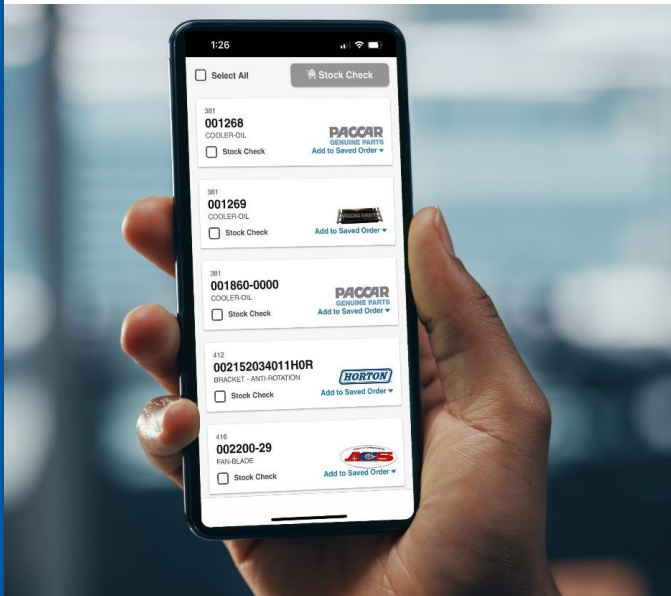 1:26
Select All
Stock Check
381
001268
COOLER-OIL
Stock Check
PACCAR
GENUINE PARTS
Add to Saved Order
381
001269
COOLER-OIL
Stock Check
Add to Saved Order
381
001860-0000
COOLER-OIL
Stock Check
PACCAR
GENUINE PARTS
Add to Saved Order
412
002152034011H0R
BRACKET - ANTI-ROTATION
Stock Check
HORTON
Add to Saved Order
416
002200-29
FAN-BLADE
Stock Check
ACS
Add to Saved Order